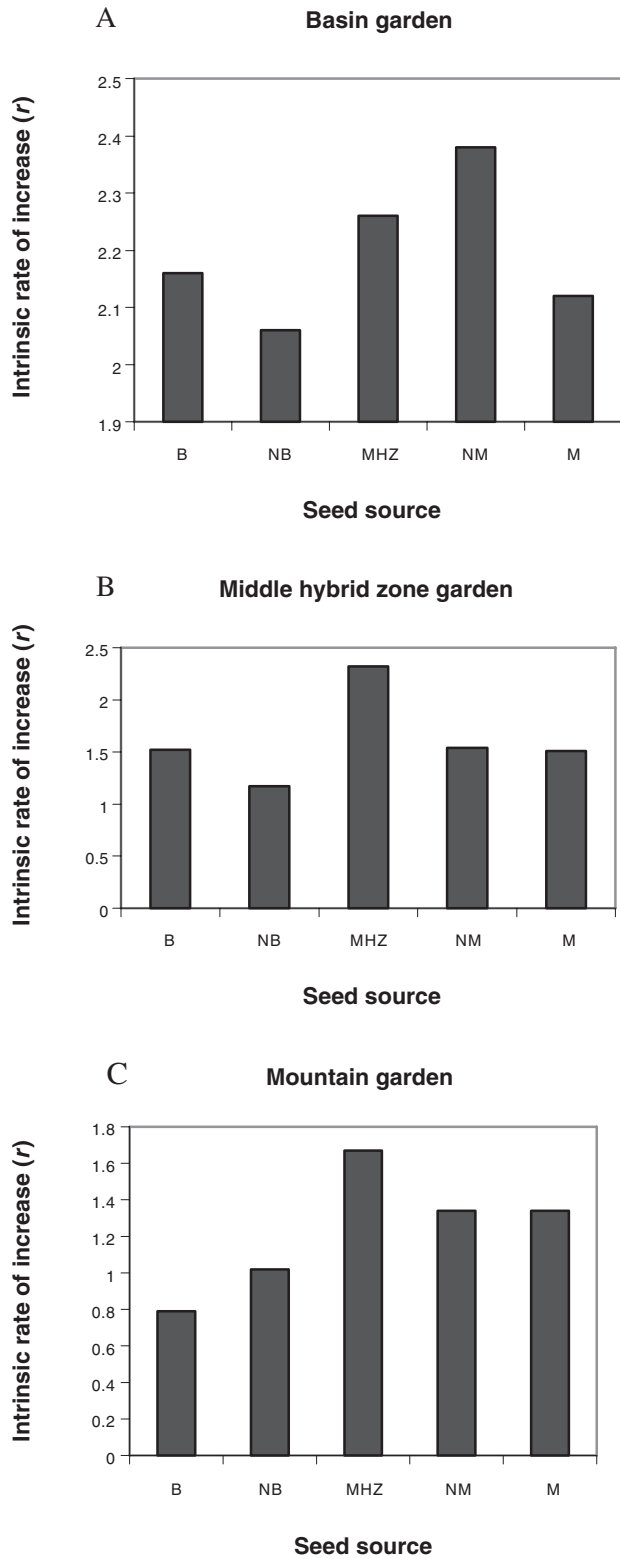 A
Basin garden
Intrinsic rate of increase (r)
2.5
2.4
2.3
2.2
2.1
2
1.9
B NB MHZ NM M
Seed source
B
Middle hybrid zone garden
Intrinsic rate of increase (r)
2.5
2
1.5
1
0.5
0
B NB MHZ NM M
Seed source
C
Mountain garden
Intrinsic rate of increase (r)
1.8
1.6
1.4
1.2
1
0.8
0.6
0.4
0.2
0
B NB MHZ NM M
Seed source